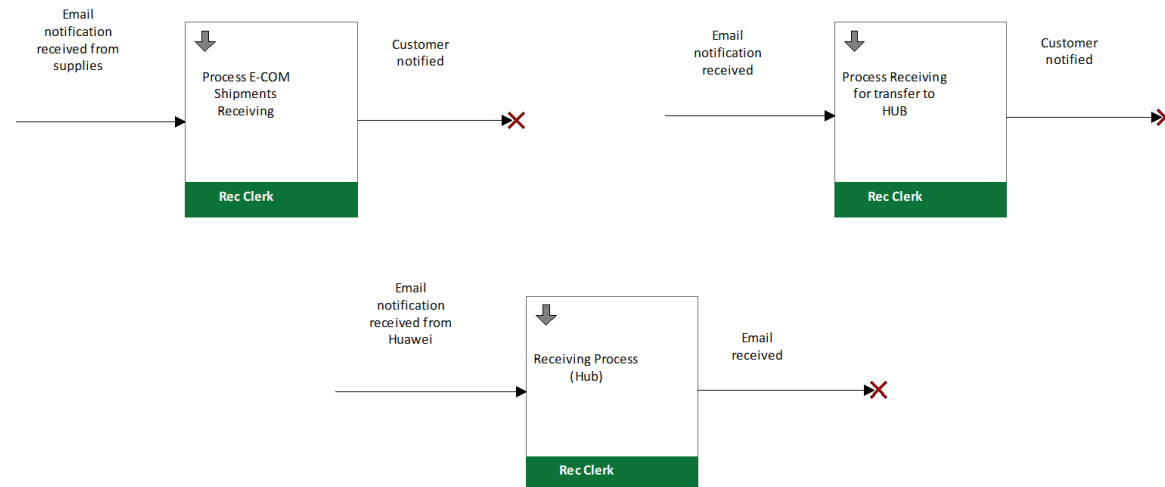 Email
notification
received from
supplies
Process E-COM
Shipments
Receiving
Customer
notified
Rec Clerk
Email
notification
received
Process Receiving
for transfer to
HUB
Customer
notified
Rec Clerk
Email
notification
received from
Huawei
Receiving Process
(Hub)
Email
received
Rec Clerk